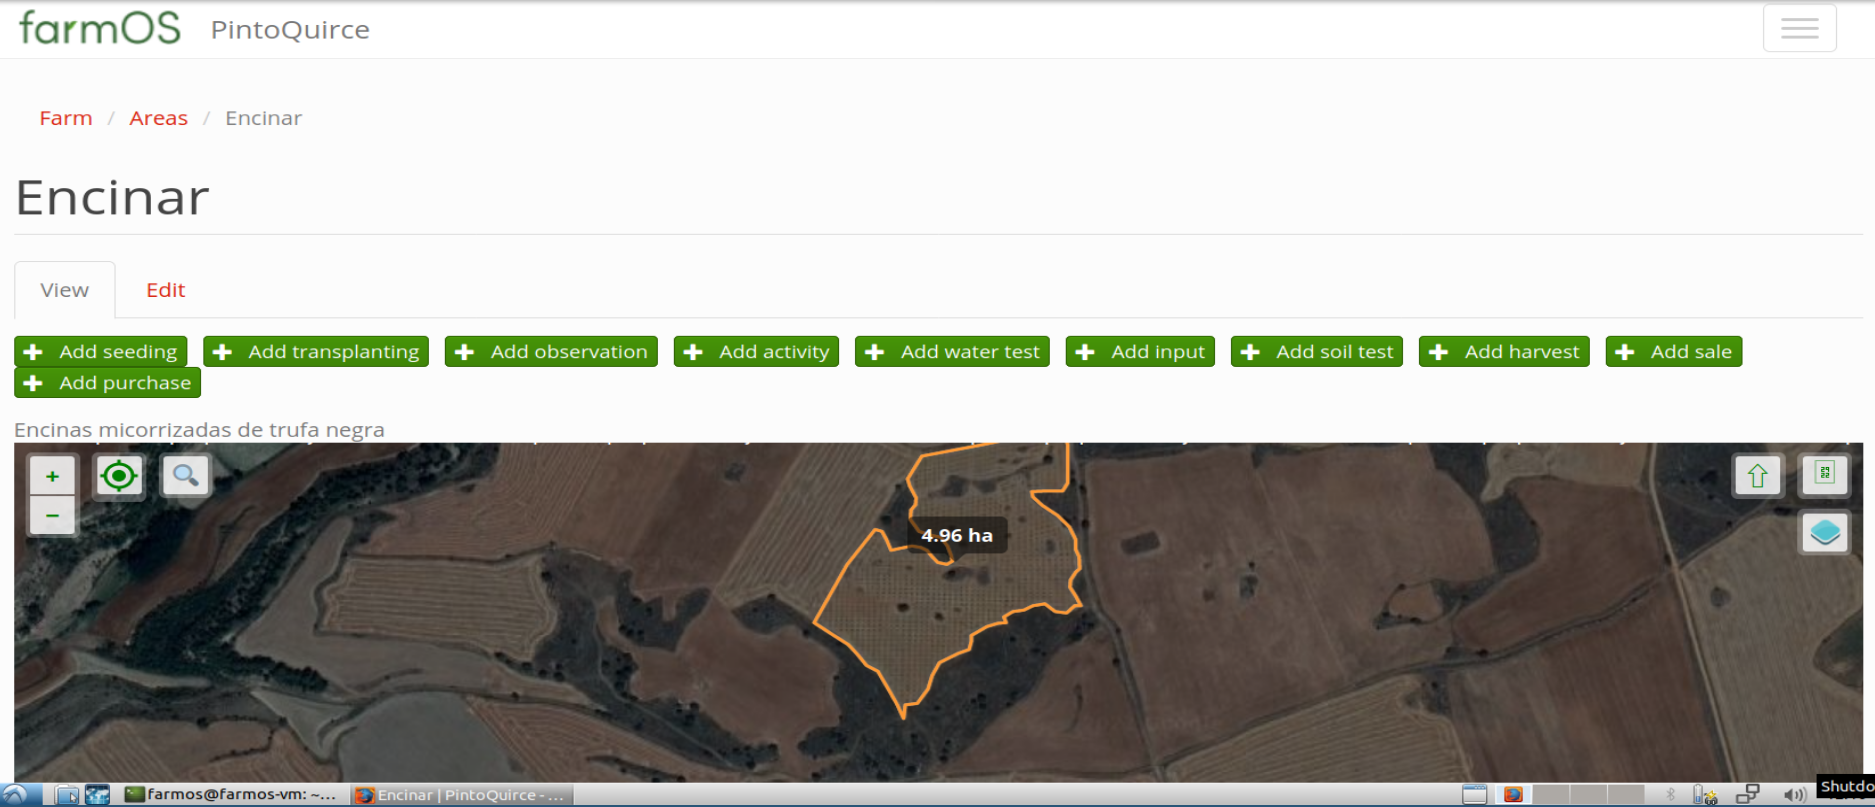 farmOS PintoQuirce
Farm / Areas / Encinar
Encinar
View Edit
Add seeding Add transplanting Add observation Add activity Add water test Add input Add soil test Add harvest Add sale
Add purchase
Encinas micorrizadas de trufa negra
+
4.96 ha
−
farmos@farmos-vm: ~... Encinar | PintoQuirce - ... Shutdo